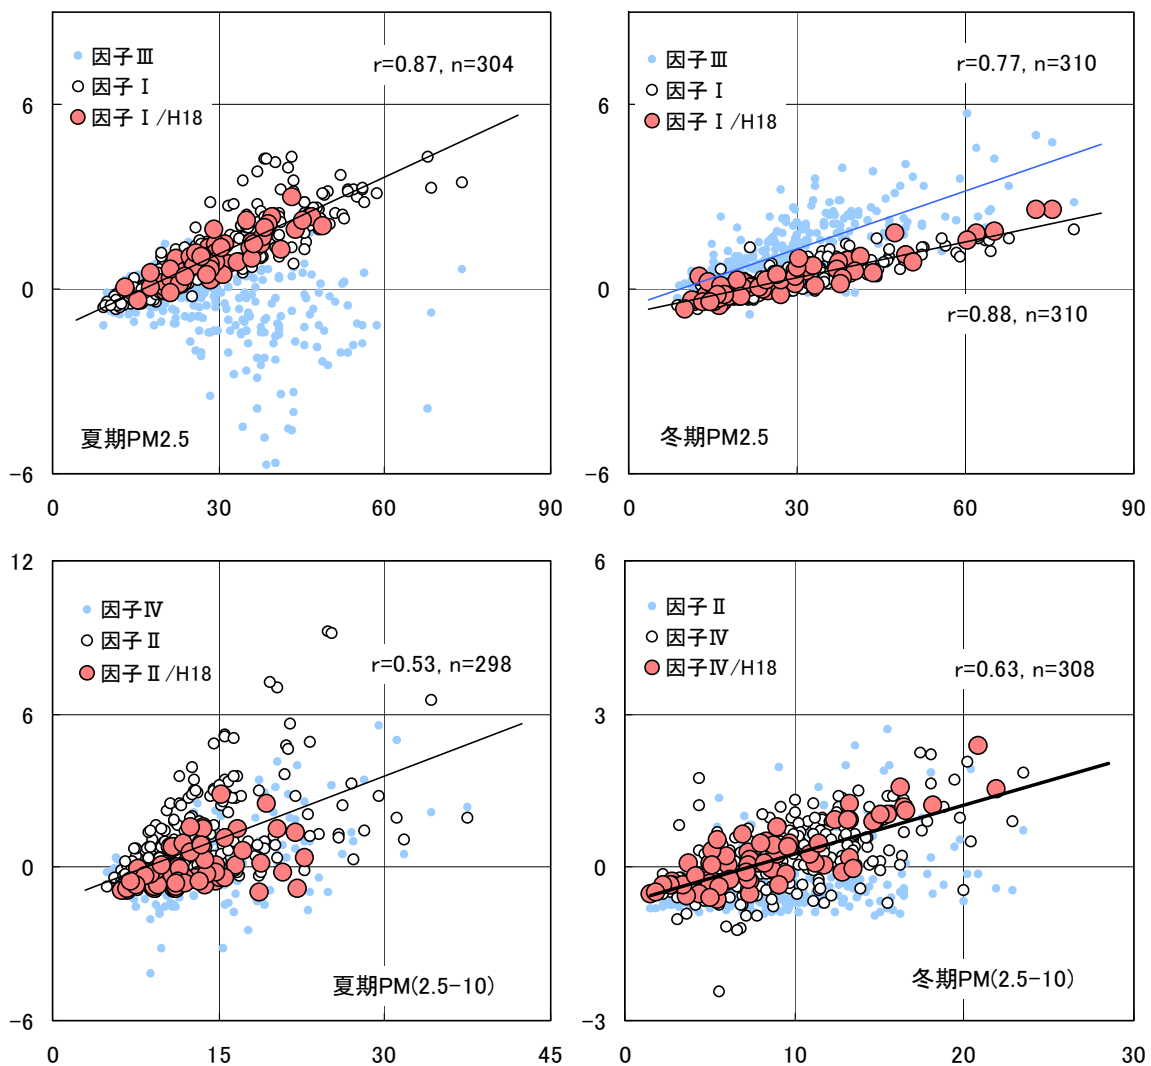 因子Ⅲ
因子Ⅰ
因子Ⅰ/H18
r=0.87, n=304
6
0
-6
夏期PM2.5
0 30 60 90
因子Ⅲ
因子Ⅰ
因子Ⅰ/H18
r=0.77, n=310
6
0
r=0.88, n=310
-6
冬期PM2.5
0 30 60 90
12
因子Ⅳ
因子Ⅱ
因子Ⅱ/H18
r=0.53, n=298
6
0
夏期PM(2.5-10)
-6
0 15 30 45
6
因子Ⅱ
因子Ⅳ
因子Ⅳ/H18
r=0.63, n=308
3
0
冬期PM(2.5-10)
-3
0 10 20 30